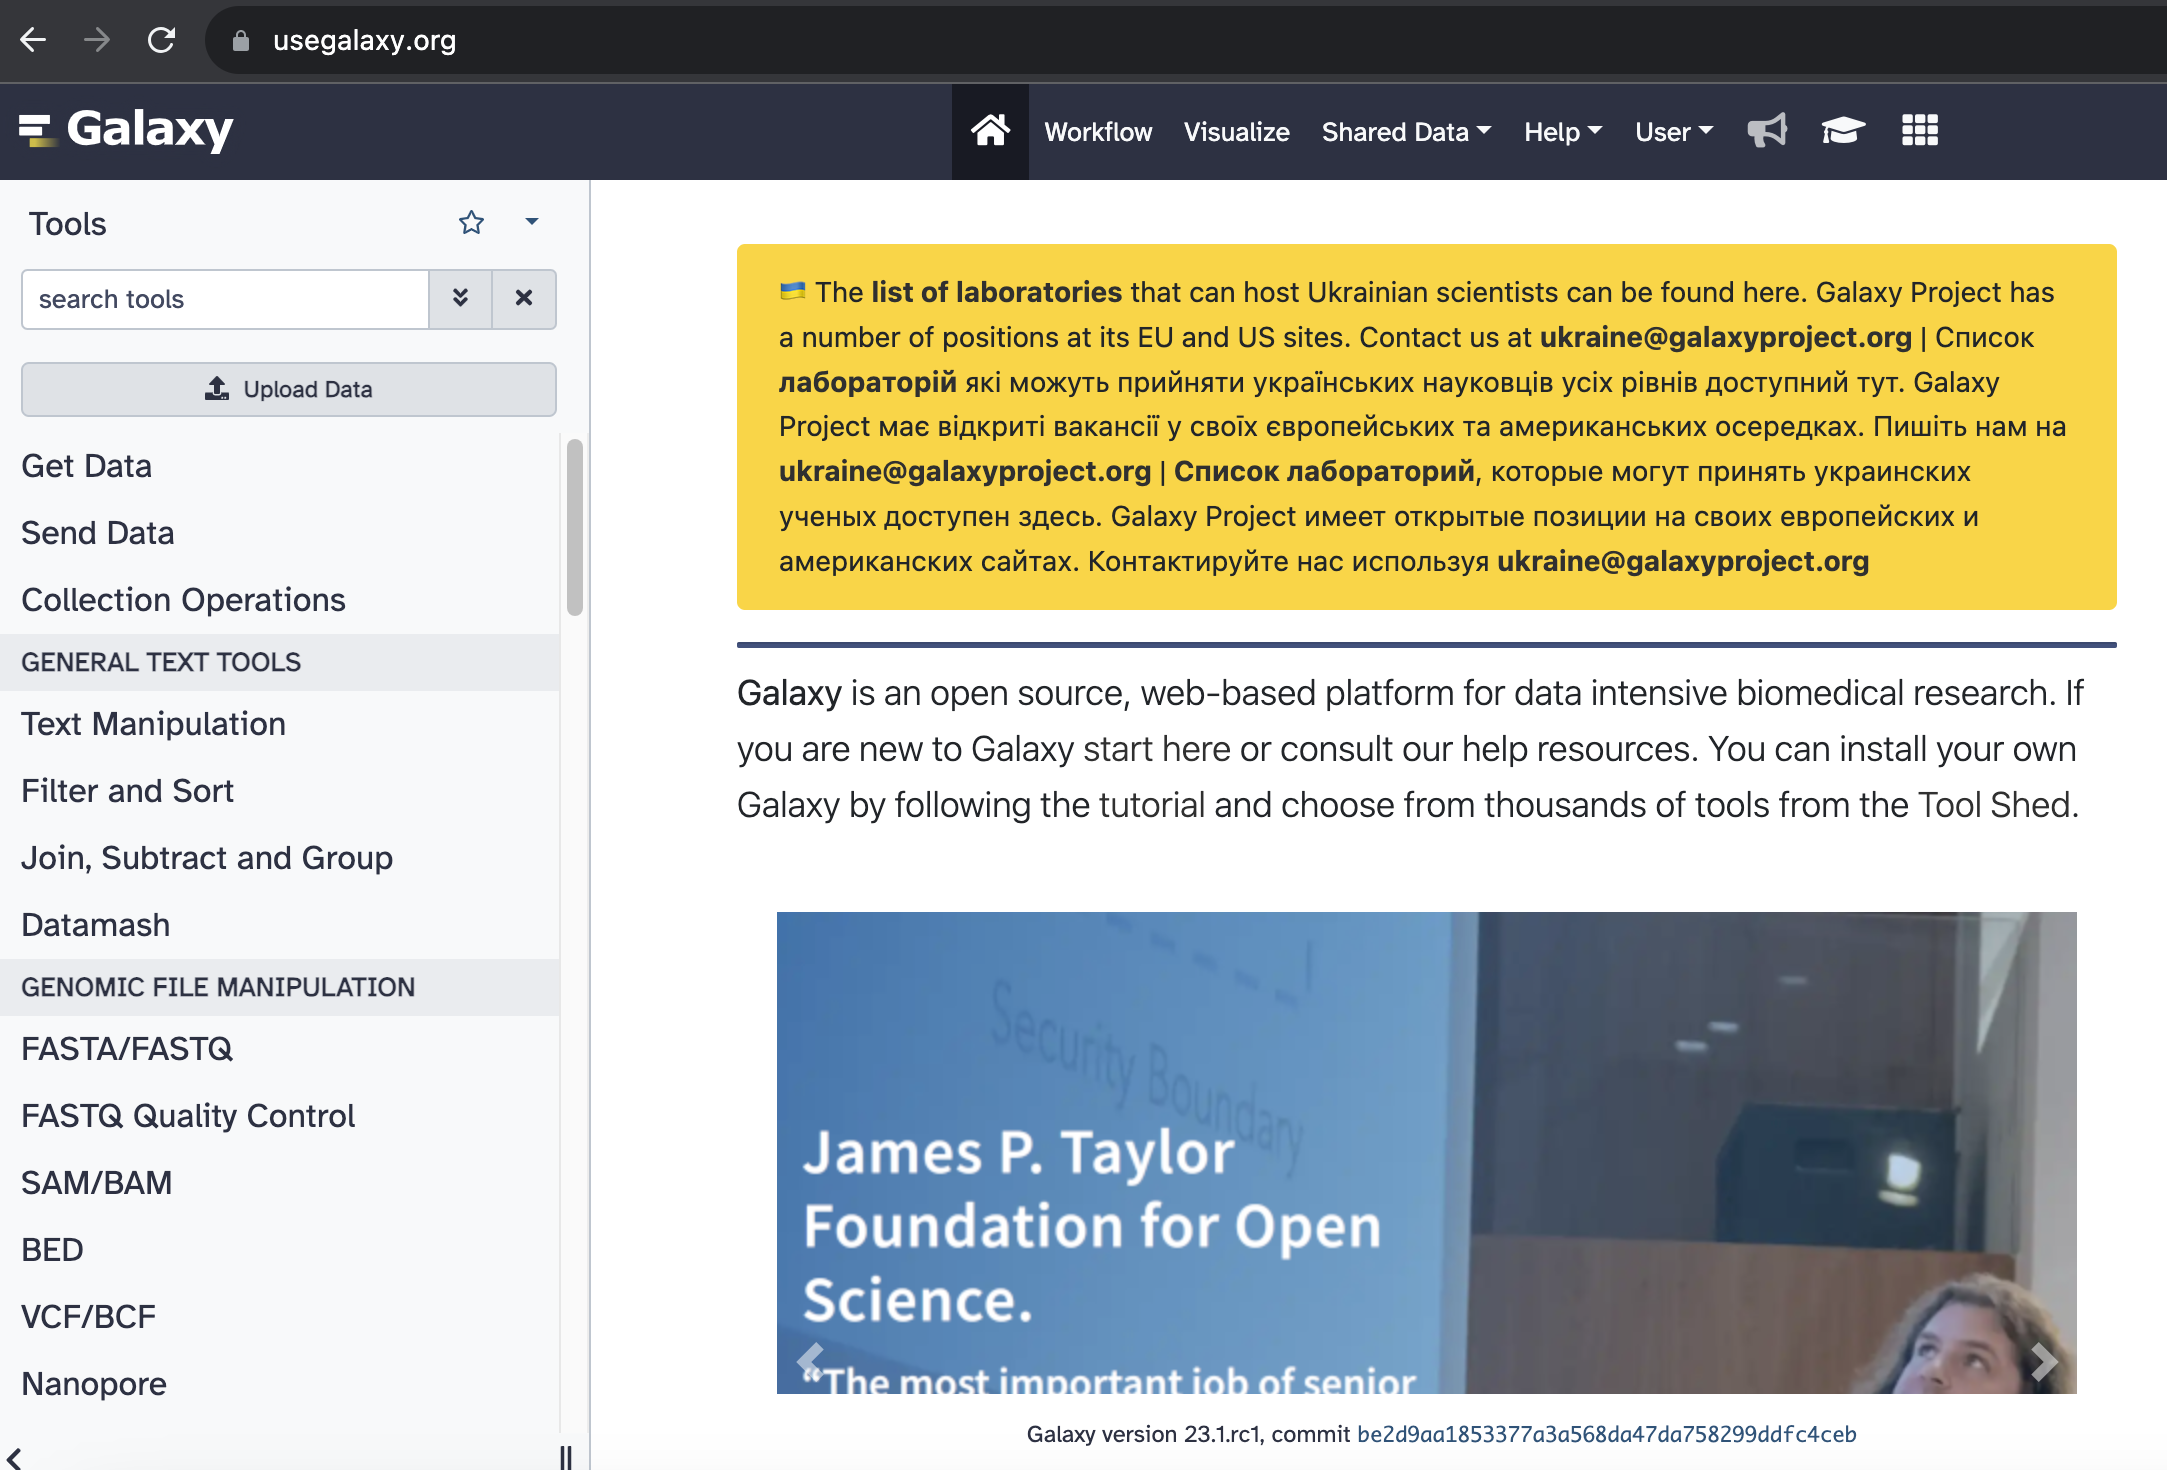 usegalaxy.org
Galaxy
Workflow Visualize Shared Data Help User
Tools
search tools
Upload Data
Get Data
Send Data
Collection Operations
GENERAL TEXT TOOLS
Text Manipulation
Filter and Sort
Join, Subtract and Group
Datamash
GENOMIC FILE MANIPULATION
FASTA/FASTQ
FASTQ Quality Control
SAM/BAM
BED
VCF/BCF
Nanopore
The list of laboratories that can host Ukrainian scientists can be found here. Galaxy Project has
a number of positions at its EU and US sites. Contact us at ukraine@galaxyproject.org | Список
лабораторій які можуть прийняти українських науковців усіх рівнів доступний тут. Galaxy
Project має відкриті вакансії у своїх європейських та американських осередках. Пишіть нам на
ukraine@galaxyproject.org | Список лабораторий, которые могут принять украинских
ученых доступен здесь. Galaxy Project имеет открытые позиции на своих европейских и
американских сайтах. Контактируйте нас используя ukraine@galaxyproject.org
Galaxy is an open source, web-based platform for data intensive biomedical research. If
you are new to Galaxy start here or consult our help resources. You can install your own
Galaxy by following the tutorial and choose from thousands of tools from the Tool Shed.
Security Boundary
James P. Taylor
Foundation for Open
Science.
“The most important job of senior
Galaxy version 23.1.rc1, commit be2d9aa1853377a3a568da47da758299ddfc4ceb